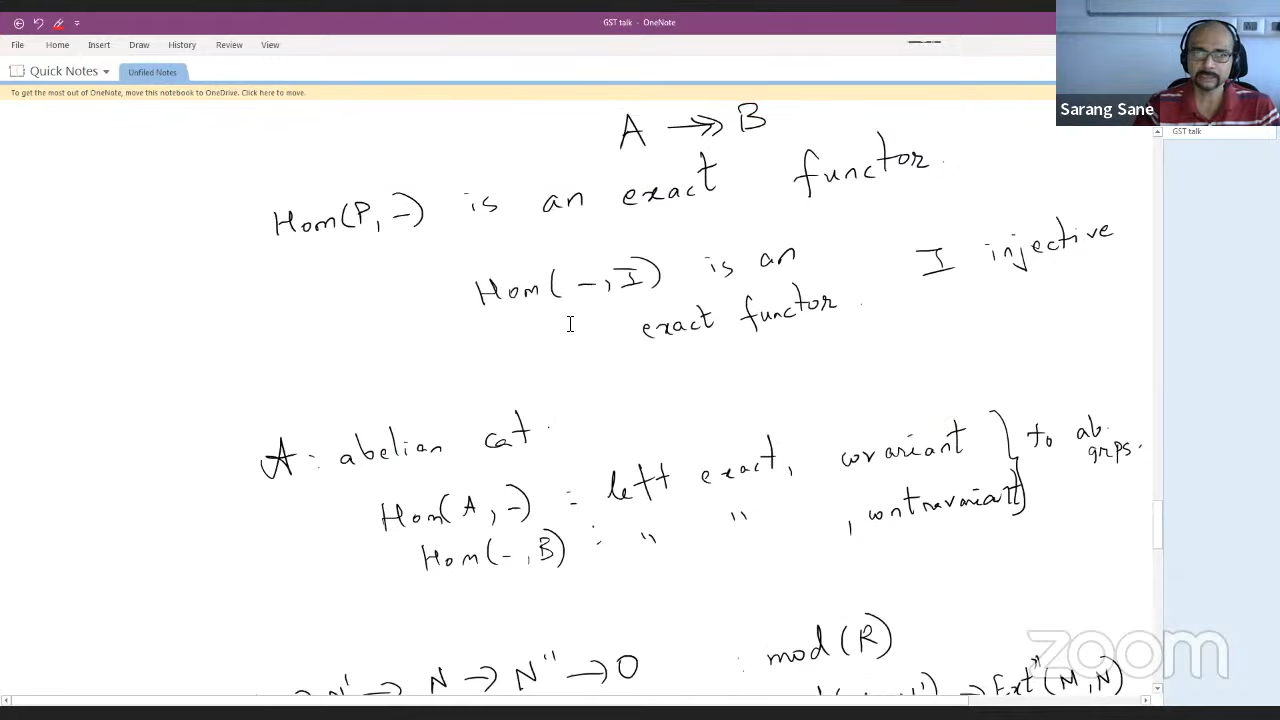 GST talk - OneNote
File Home Insert Draw History Review View
Quick Notes Unfiled Notes
To get the most out of OneNote, move this notebook to OneDrive. Click here to move.
Sarang Sane
GST talk
A ↠ B
Hom(P, -) is an exact functor.
Hom(-, I) is an exact functor. I injective
A : abelian cat.
Hom(A, -) : left exact, covariant } to ab. grps.
Hom(-, B) : " " , contravariant
mod(R)
N' → N → N'' → 0
→ Ext^n(M, N)
zoom